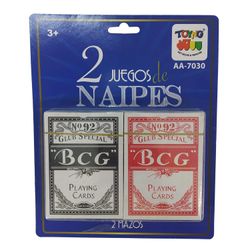 3+
TOYTO
AA-7030
2 JUEGOS de
NAIPES
No. 92
CLUB SPECIAL
"BCG"
PLAYING
CARDS
No. 92
CLUB SPECIAL
"BCG"
PLAYING
CARDS
2 MAZOS